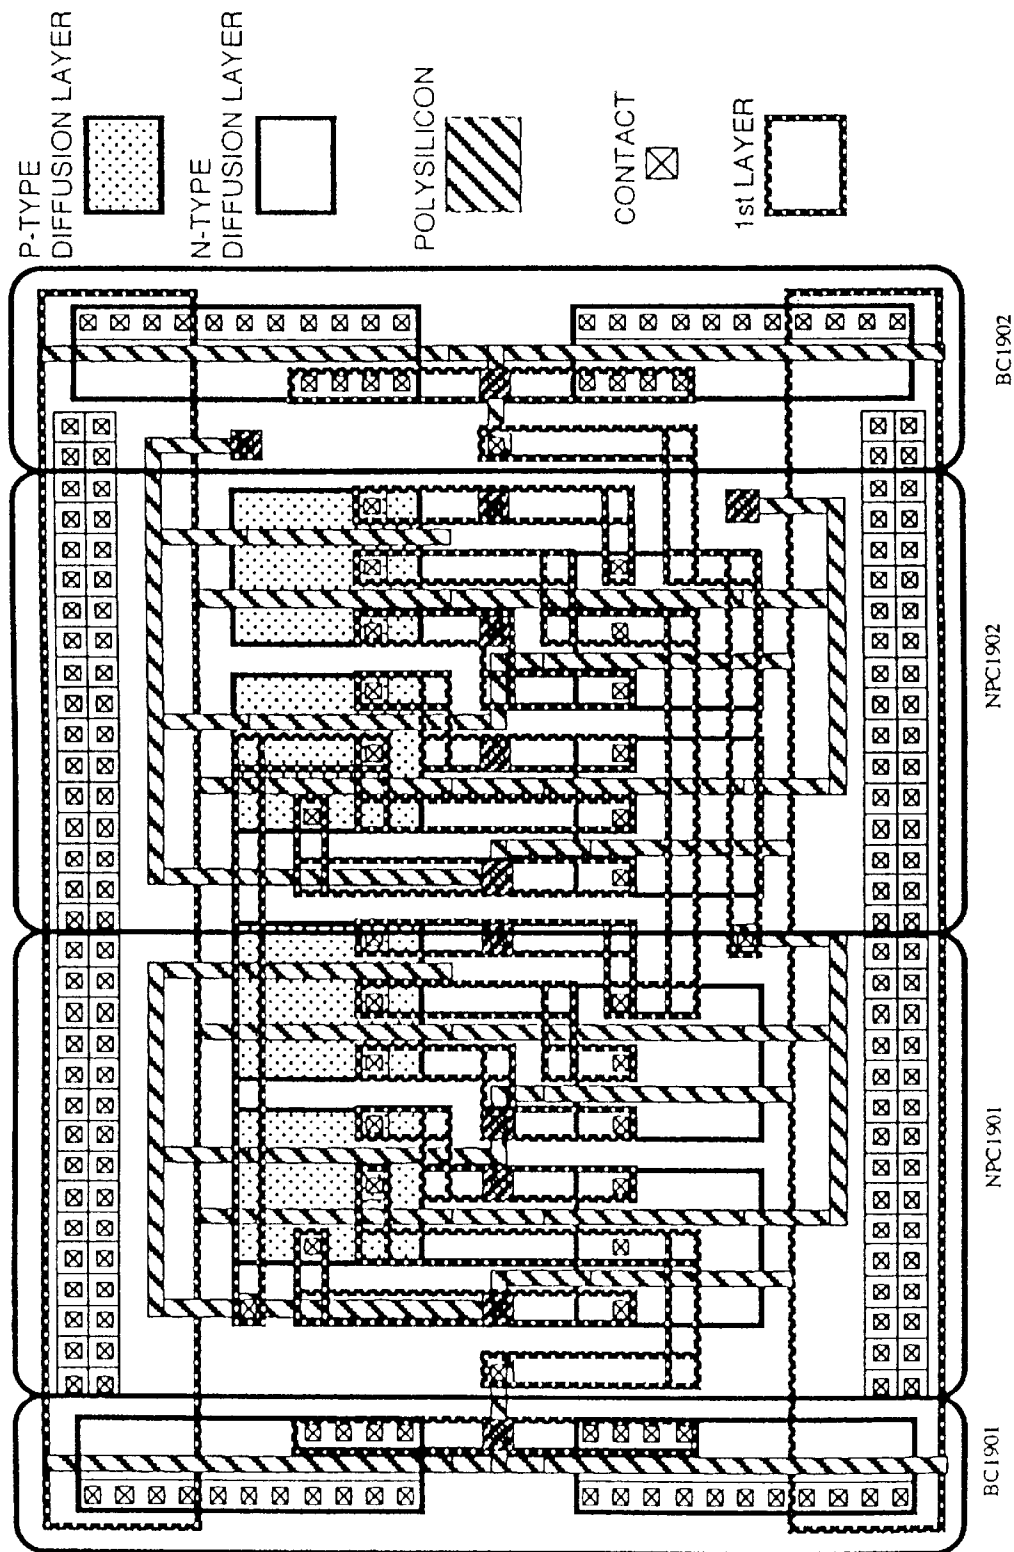 P-TYPE
DIFFUSION LAYER
N-TYPE
DIFFUSION LAYER
POLYSILICON
CONTACT
1st LAYER
BC1901
NPC1901
NPC1902
BC1902